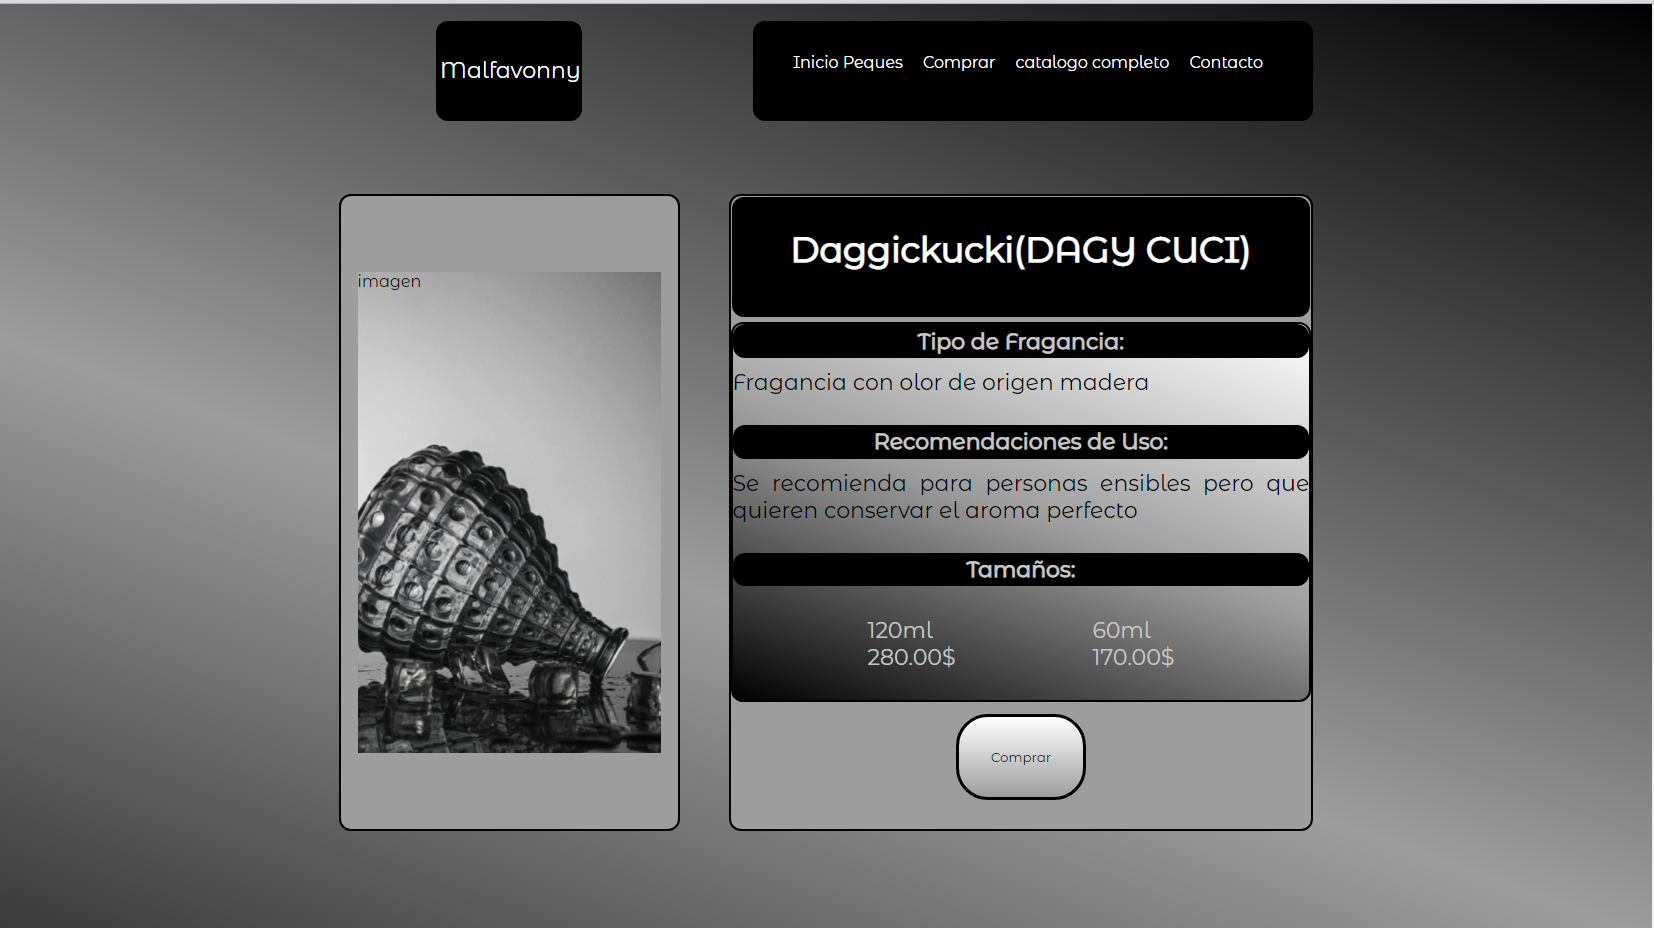 Malfavonny
Inicio Peques Comprar catalogo completo Contacto
imagen
Daggickucki(DAGY CUCI)
Tipo de Fragancia:
Fragancia con olor de origen madera
Recomendaciones de Uso:
Se recomienda para personas ensibles pero que
quieren conservar el aroma perfecto
Tamaños:
120ml 60ml
280.00$ 170.00$
Comprar